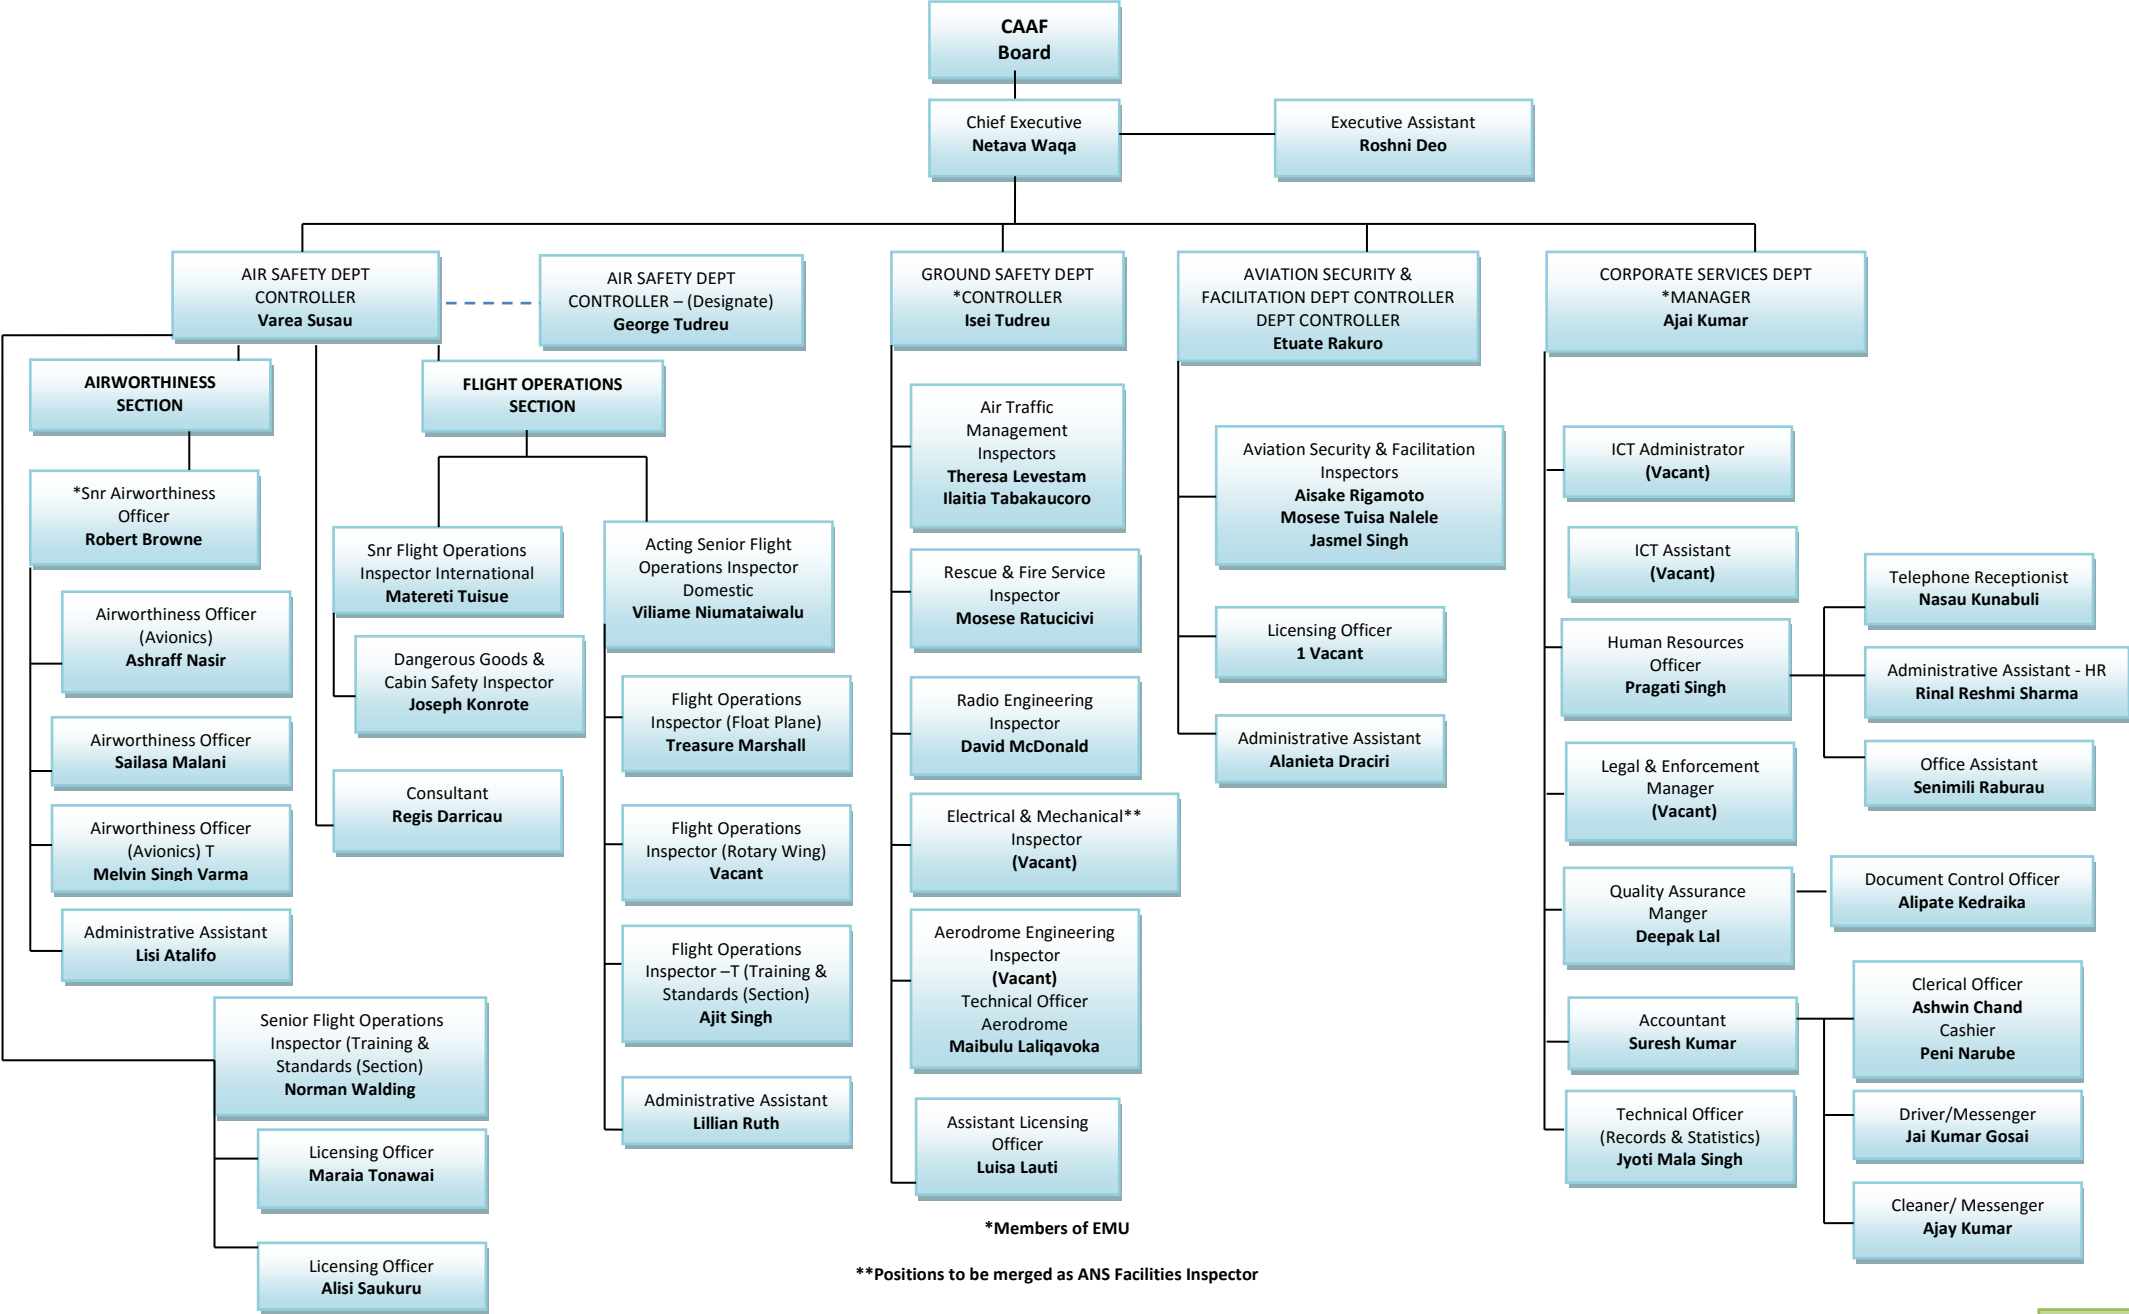 CAAF
Board
Chief Executive
Netava Waqa
Executive Assistant
Roshni Deo
AIR SAFETY DEPT
CONTROLLER
Varea Susau
AIR SAFETY DEPT
CONTROLLER – (Designate)
George Tudreu
GROUND SAFETY DEPT
*CONTROLLER
Isei Tudreu
AVIATION SECURITY &
FACILITATION DEPT CONTROLLER
DEPT CONTROLLER
Etuate Rakuro
CORPORATE SERVICES DEPT
*MANAGER
Ajai Kumar
AIRWORTHINESS
SECTION
*Snr Airworthiness
Officer
Robert Browne
Airworthiness Officer
(Avionics)
Ashraff Nasir
Airworthiness Officer
Sailasa Malani
Airworthiness Officer
(Avionics) T
Melvin Singh Varma
Administrative Assistant
Lisi Atalifo
Senior Flight Operations
Inspector (Training &
Standards (Section)
Norman Walding
Licensing Officer
Maraia Tonawai
Licensing Officer
Alisi Saukuru
FLIGHT OPERATIONS
SECTION
Snr Flight Operations
Inspector International
Matereti Tuisue
Dangerous Goods &
Cabin Safety Inspector
Joseph Konrote
Consultant
Regis Darricau
Acting Senior Flight
Operations Inspector
Domestic
Viliame Niumataiwalu
Flight Operations
Inspector (Float Plane)
Treasure Marshall
Flight Operations
Inspector (Rotary Wing)
Vacant
Flight Operations
Inspector –T (Training &
Standards (Section)
Ajit Singh
Administrative Assistant
Lillian Ruth
Air Traffic
Management
Inspectors
Theresa Levestam
Ilaitia Tabakaucoro
Rescue & Fire Service
Inspector
Mosese Ratucicivi
Radio Engineering
Inspector
David McDonald
Electrical & Mechanical**
Inspector
(Vacant)
Aerodrome Engineering
Inspector
(Vacant)
Technical Officer
Aerodrome
Maibulu Laliqavoka
Assistant Licensing
Officer
Luisa Lauti
Aviation Security & Facilitation
Inspectors
Aisake Rigamoto
Mosese Tuisa Nalele
Jasmel Singh
Licensing Officer
1 Vacant
Administrative Assistant
Alanieta Draciri
ICT Administrator
(Vacant)
ICT Assistant
(Vacant)
Human Resources
Officer
Pragati Singh
Telephone Receptionist
Nasau Kunabuli
Administrative Assistant - HR
Rinal Reshmi Sharma
Office Assistant
Senimili Raburau
Legal & Enforcement
Manager
(Vacant)
Quality Assurance
Manger
Deepak Lal
Document Control Officer
Alipate Kedraika
Accountant
Suresh Kumar
Clerical Officer
Ashwin Chand
Cashier
Peni Narube
Driver/Messenger
Jai Kumar Gosai
Cleaner/ Messenger
Ajay Kumar
Technical Officer
(Records & Statistics)
Jyoti Mala Singh
*Members of EMU
**Positions to be merged as ANS Facilities Inspector